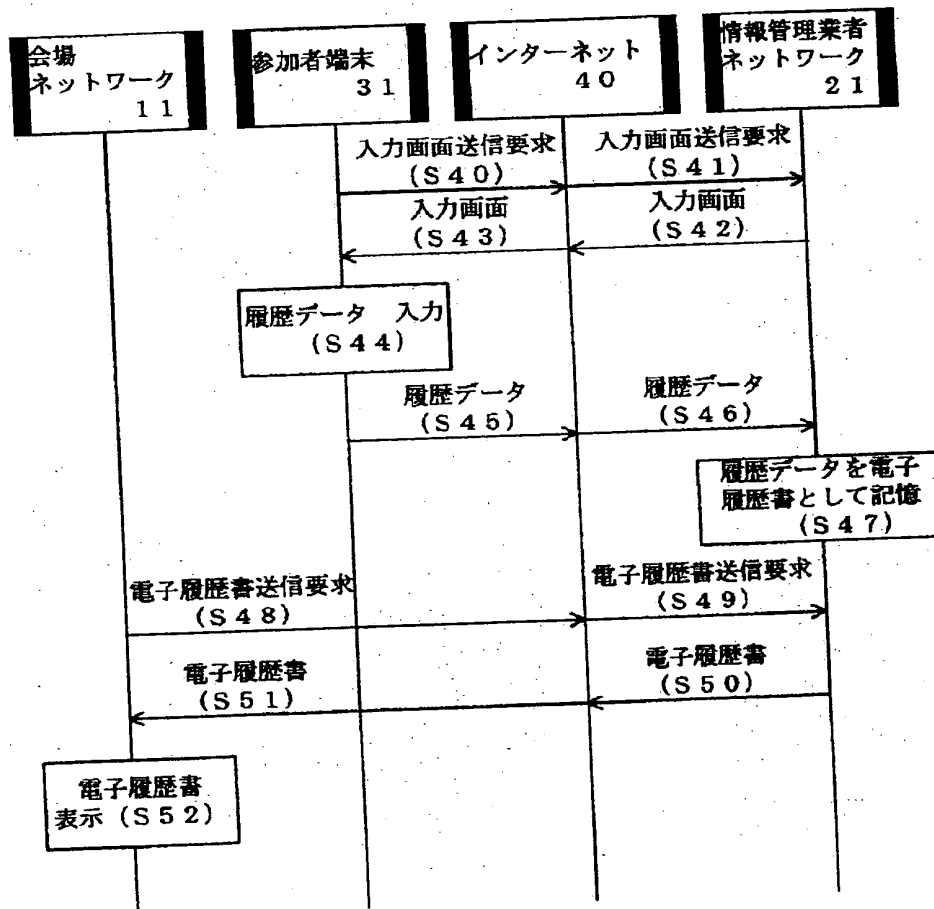 会場
ネットワーク
１１
参加者端末
３１
インターネット
４０
情報管理業者
ネットワーク
２１
入力画面送信要求
（Ｓ４０）
入力画面送信要求
（Ｓ４１）
入力画面
（Ｓ４３）
入力画面
（Ｓ４２）
履歴データ　入力
（Ｓ４４）
履歴データ
（Ｓ４５）
履歴データ
（Ｓ４６）
履歴データを電子
履歴書として記憶
（Ｓ４７）
電子履歴書送信要求
（Ｓ４８）
電子履歴書送信要求
（Ｓ４９）
電子履歴書
（Ｓ５１）
電子履歴書
（Ｓ５０）
電子履歴書
表示（Ｓ５２）